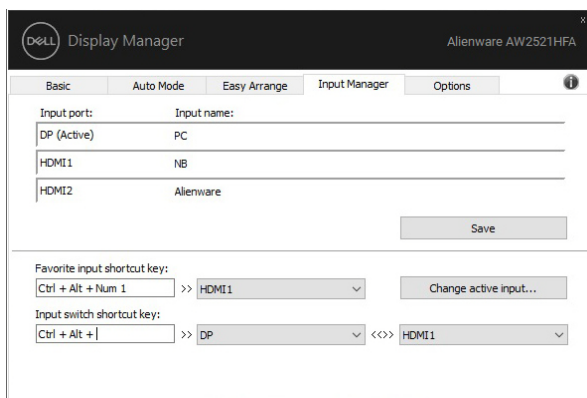 DELL Display Manager Alienware AW2521HFA x
Basic Auto Mode Easy Arrange Input Manager Options i
Input port: Input name:
DP (Active) PC
HDMI1 NB
HDMI2 Alienware
Save
Favorite input shortcut key:
Ctrl + Alt + Num 1 >> HDMI1 Change active input...
Input switch shortcut key:
Ctrl + Alt + >> DP <<>> HDMI1